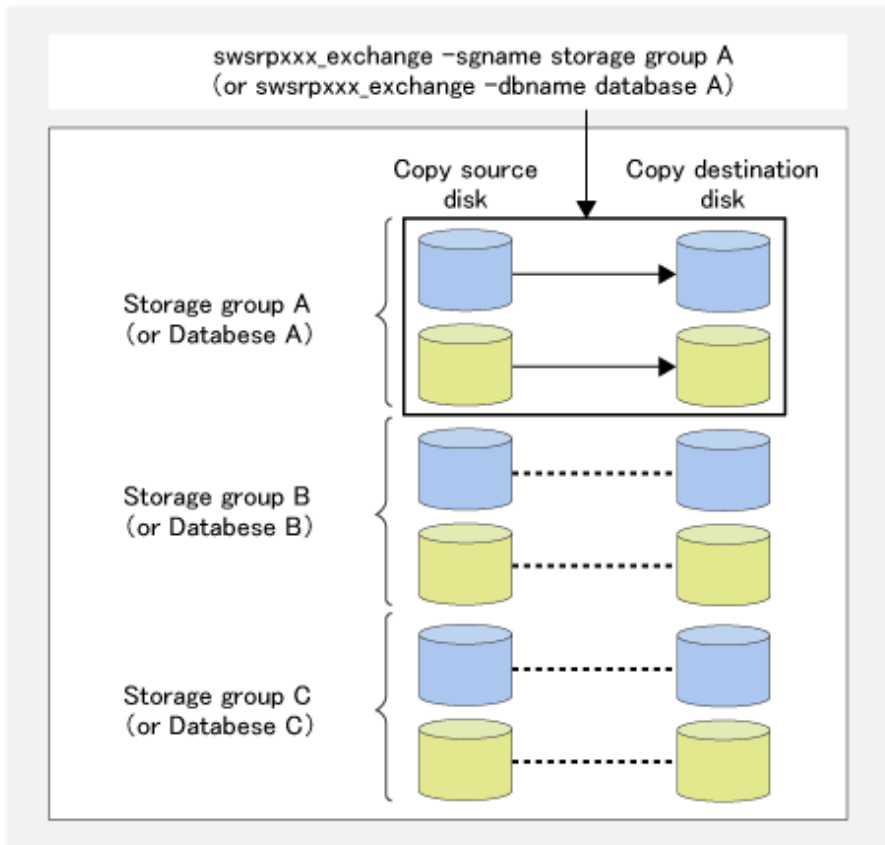 swsrpxxx_exchange -sgname storage group A
(or swsrpxxx_exchange -dbname database A)
Copy source
disk
Copy destination
disk
Storage group A
(or Databese A)
Storage group B
(or Databese B)
Storage group C
(or Databese C)